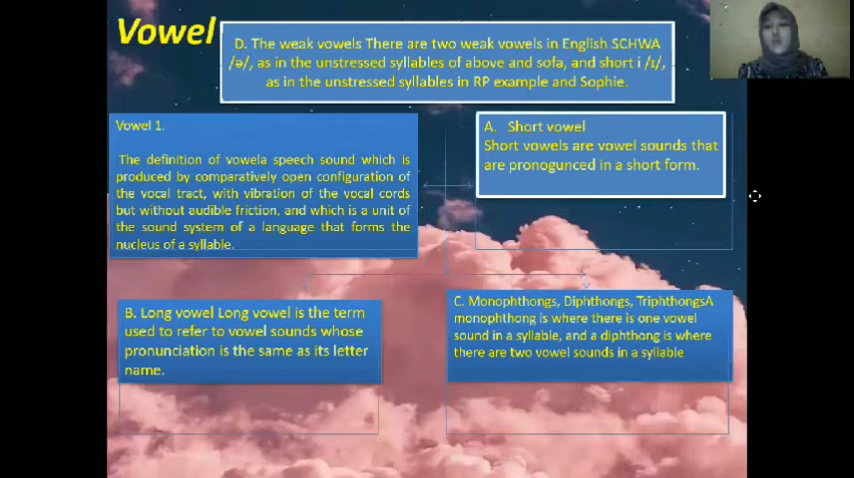 Vowel
D. The weak vowels There are two weak vowels in English SCHWA
/ə/, as in the unstressed syllables of above and sofa, and short i /ɪ/,
as in the unstressed syllables in RP example and Sophie.
Vowel 1.
The definition of vowela speech sound which is
produced by comparatively open configuration of
the vocal tract, with vibration of the vocal cords
but without audible friction, and which is a unit of
the sound system of a language that forms the
nucleus of a syllable.
A. Short vowel
Short vowels are vowel sounds that
are pronogunced in a short form.
B. Long vowel Long vowel is the term
used to refer to vowel sounds whose
pronunciation is the same as its letter
name.
C. Monophthongs, Diphthongs, TriphthongsA
monophthong is where there is one vowel
sound in a syllable, and a diphthong is where
there are two vowel sounds in a syllable